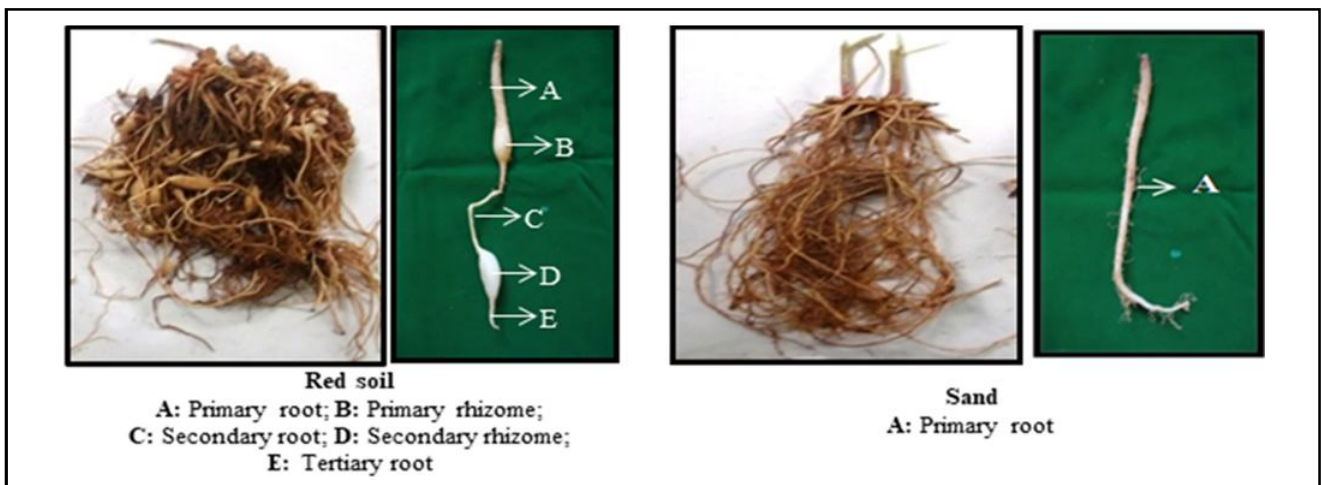 A
B
C
D
E
A
Red soil
A: Primary root; B: Primary rhizome;
C: Secondary root; D: Secondary rhizome;
E: Tertiary root
Sand
A: Primary root